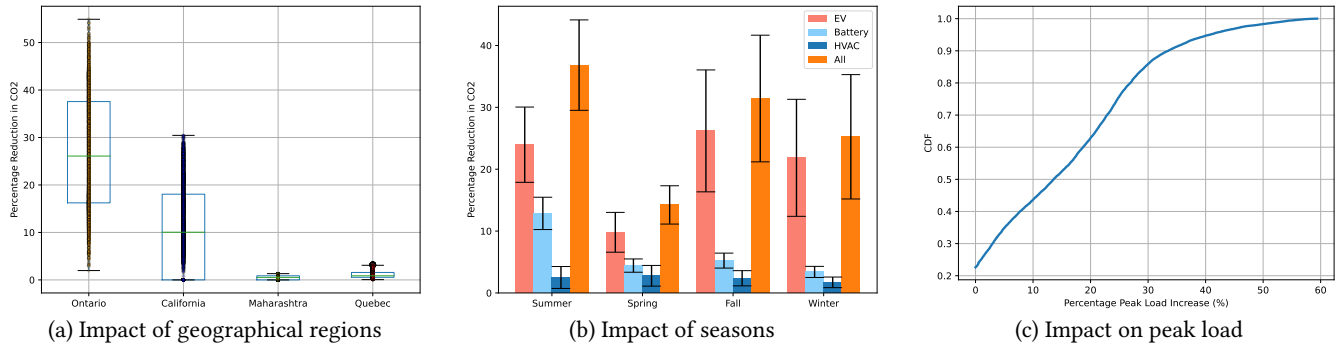 Percentage Reduction in CO2
50
40
30
20
10
0
Ontario
California
Maharashtra
Quebec
(a) Impact of geographical regions
Percentage Reduction in CO2
40
30
20
10
0
EV
Battery
HVAC
All
Summer
Spring
Fall
Winter
(b) Impact of seasons
CDF
1.0
0.9
0.8
0.7
0.6
0.5
0.4
0.3
0.2
0 10 20 30 40 50 60
Percentage Peak Load Increase (%)
(c) Impact on peak load